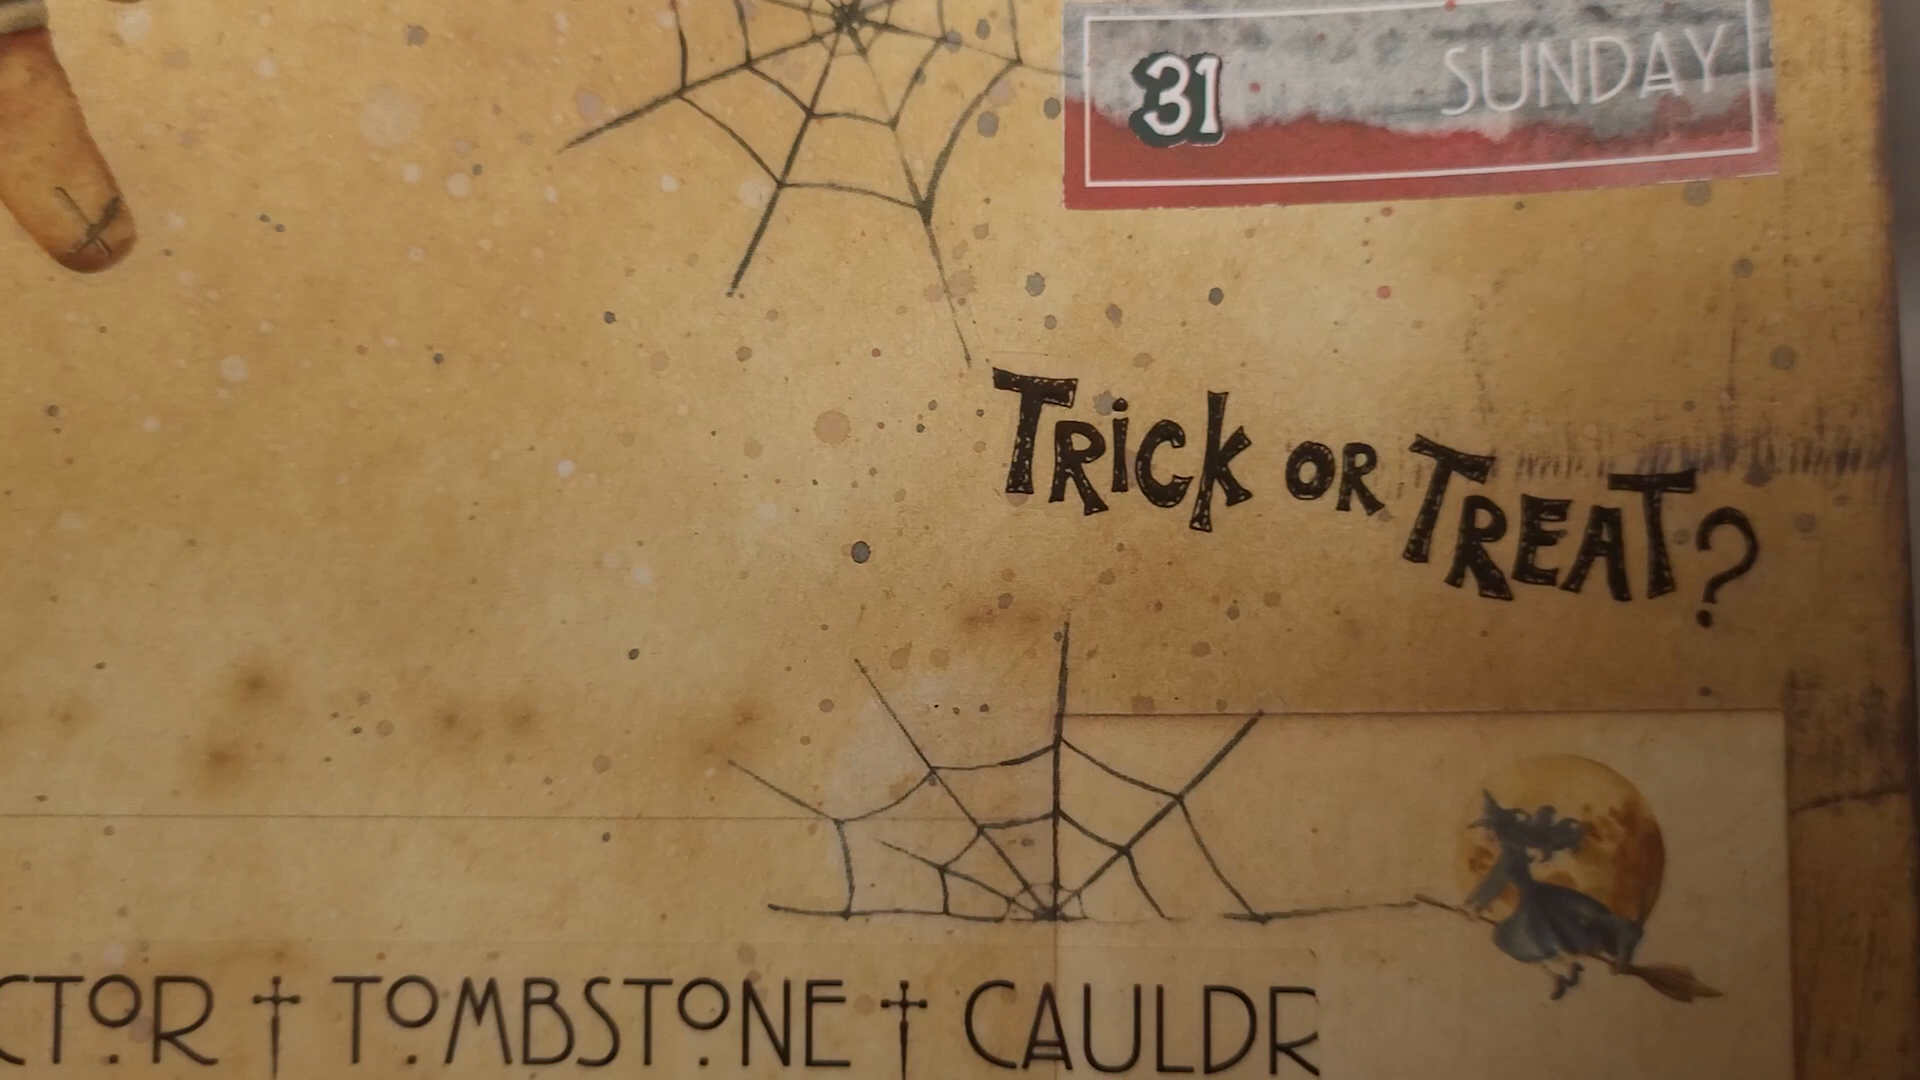 31 SUNDAY
TRiCK OR TREAT?
CTOR † TOMBSTONE † CAULDR